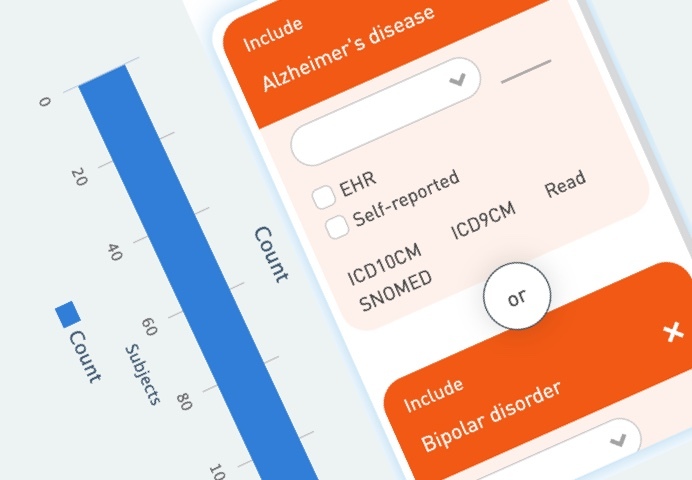 0
20
40
60
80
10
Subjects
Count
Count
Include
Alzheimer's disease
EHR
Self-reported
ICD10CM ICD9CM Read
SNOMED
or
Include
Bipolar disorder